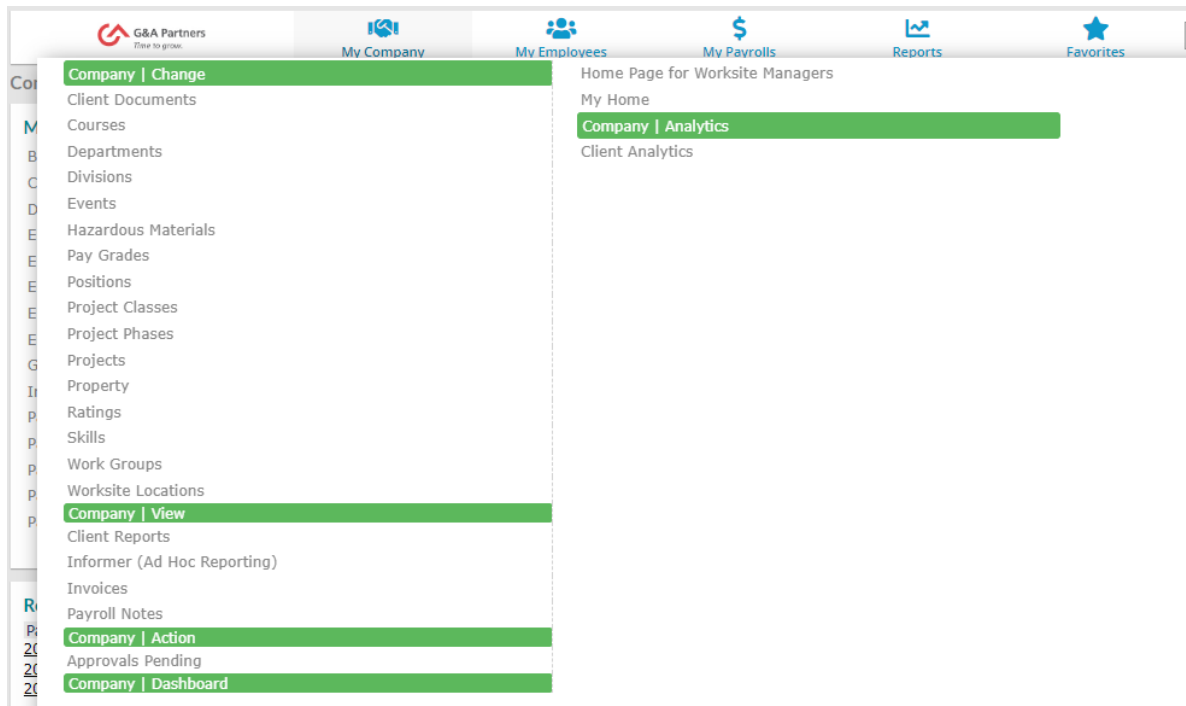 G&A Partners
Time to grow.
My Company
My Employees
My Payrolls
Reports
Favorites
Company | Change
Client Documents
Courses
Departments
Divisions
Events
Hazardous Materials
Pay Grades
Positions
Project Classes
Project Phases
Projects
Property
Ratings
Skills
Work Groups
Worksite Locations
Company | View
Client Reports
Informer (Ad Hoc Reporting)
Invoices
Payroll Notes
Company | Action
Approvals Pending
Company | Dashboard
Home Page for Worksite Managers
My Home
Company | Analytics
Client Analytics